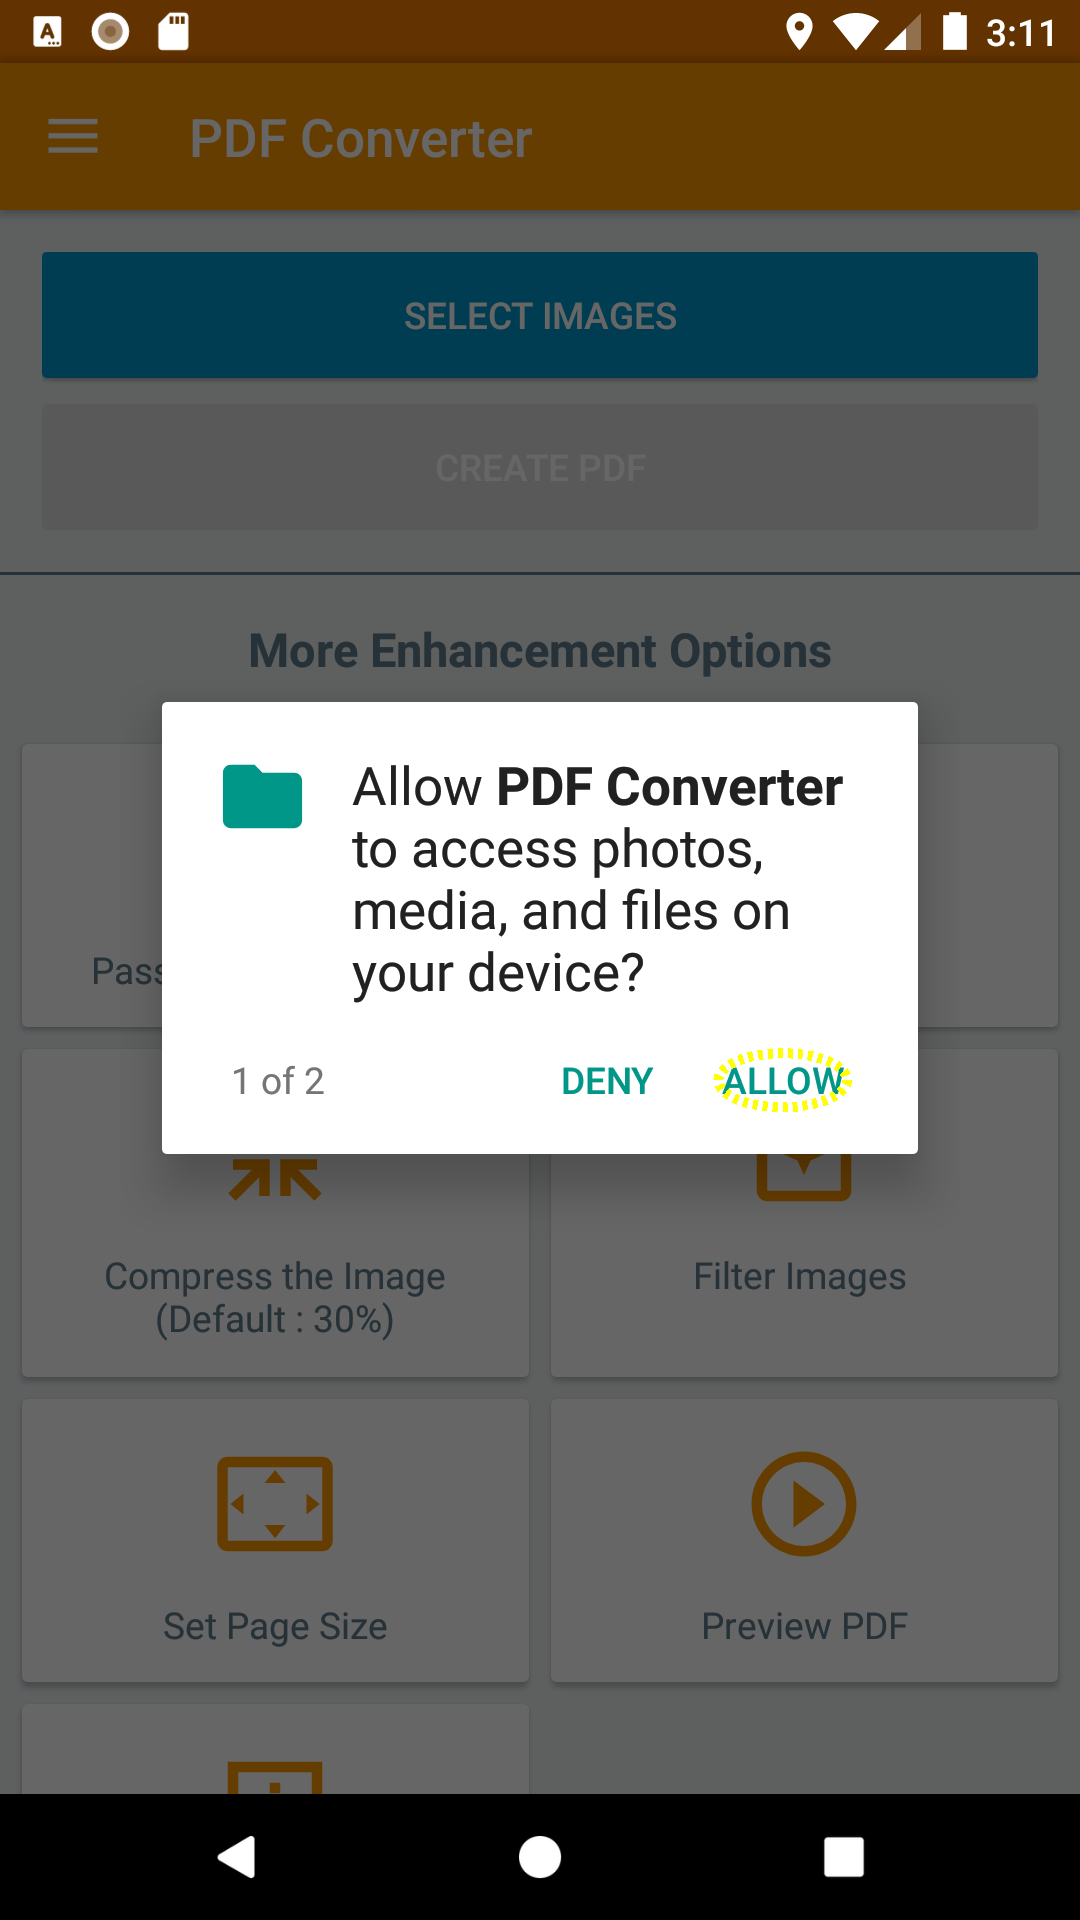 3:11
PDF Converter
SELECT IMAGES
CREATE PDF
More Enhancement Options
Allow PDF Converter
to access photos,
media, and files on
your device?
Pass
1 of 2
DENY
ALLOW
Compress the Image
(Default : 30%)
Filter Images
Set Page Size
Preview PDF